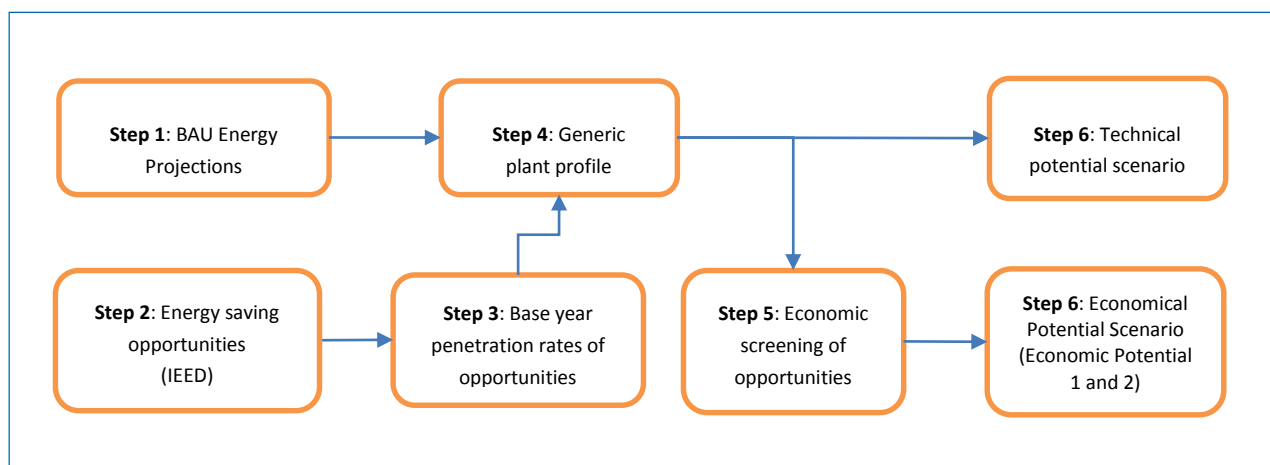 Step 1: BAU Energy
Projections
Step 4: Generic
plant profile
Step 6: Technical
potential scenario
Step 2: Energy saving
opportunities
(IEED)
Step 3: Base year
penetration rates of
opportunities
Step 5: Economic
screening of
opportunities
Step 6: Economical
Potential Scenario
(Economic Potential
1 and 2)